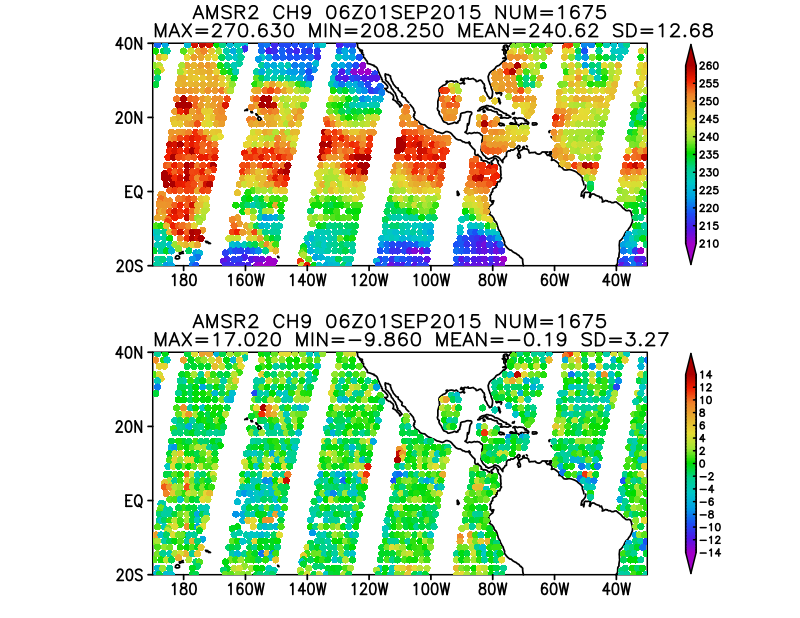 AMSR2 CH9 06Z01SEP2015 NUM=1675
MAX=270.630 MIN=208.250 MEAN=240.62 SD=12.68
40N
20N
EQ
20S
180 160W 140W 120W 100W 80W 60W 40W
260
255
250
245
240
235
230
225
220
215
210
AMSR2 CH9 06Z01SEP2015 NUM=1675
MAX=17.020 MIN=−9.860 MEAN=−0.19 SD=3.27
40N
20N
EQ
20S
180 160W 140W 120W 100W 80W 60W 40W
14
12
10
8
6
4
2
0
−2
−4
−6
−8
−10
−12
−14